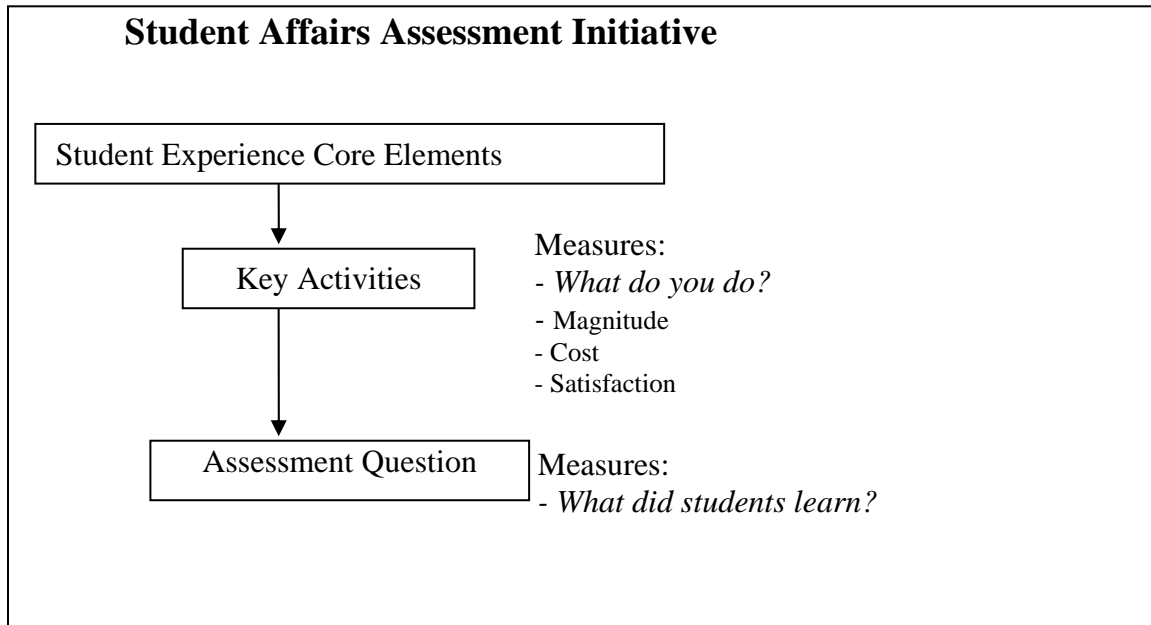 Student Affairs Assessment Initiative
Student Experience Core Elements
Key Activities
Measures:
- What do you do?
- Magnitude
- Cost
- Satisfaction
Assessment Question
Measures:
- What did students learn?